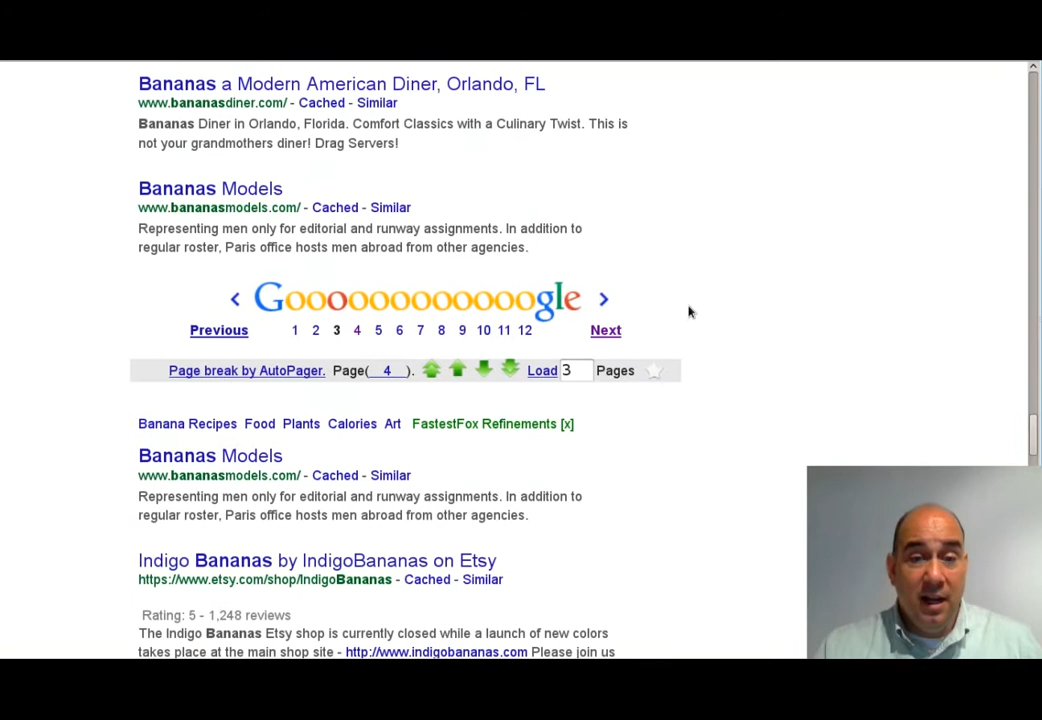 Bananas a Modern American Diner, Orlando, FL
www.bananasdiner.com/ - Cached - Similar
Bananas Diner in Orlando, Florida. Comfort Classics with a Culinary Twist. This is
not your grandmothers diner! Drag Servers!
Bananas Models
www.bananasmodels.com/ - Cached - Similar
Representing men only for editorial and runway assignments. In addition to
regular roster, Paris office hosts men abroad from other agencies.
< Goooooooooooogle >
Previous 1 2 3 4 5 6 7 8 9 10 11 12 Next
Page break by AutoPager. Page( 4 ). Load 3 Pages
Banana Recipes Food Plants Calories Art FastestFox Refinements [x]
Bananas Models
www.bananasmodels.com/ - Cached - Similar
Representing men only for editorial and runway assignments. In addition to
regular roster, Paris office hosts men abroad from other agencies.
Indigo Bananas by IndigoBananas on Etsy
https://www.etsy.com/shop/IndigoBananas - Cached - Similar
Rating: 5 - 1,248 reviews
The Indigo Bananas Etsy shop is currently closed while a launch of new colors
takes place at the main shop site - http://www.indigobananas.com Please join us